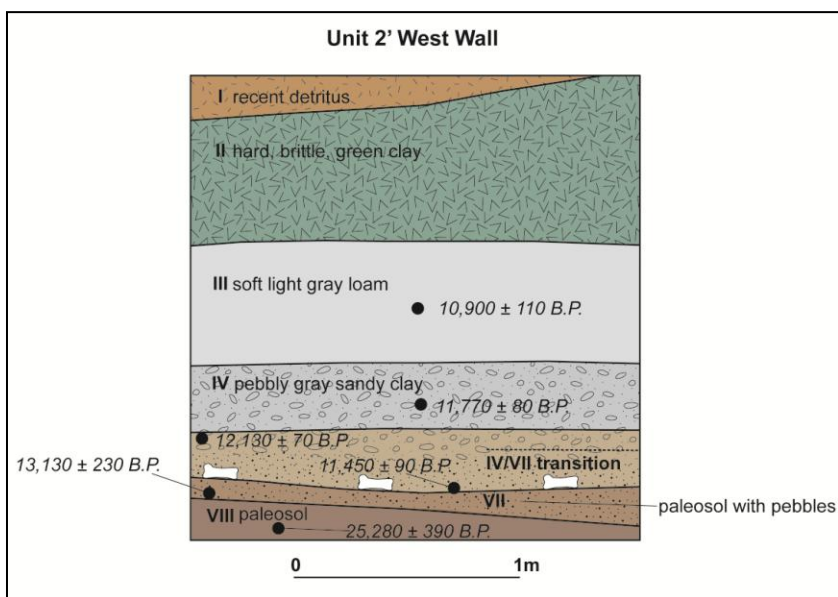 Unit 2’ West Wall
I recent detritus
II hard, brittle, green clay
III soft light gray loam
10,900 ± 110 B.P.
IV pebbly gray sandy clay
11,770 ± 80 B.P.
12,130 ± 70 B.P.
13,130 ± 230 B.P.
11,450 ± 90 B.P.
IV/VII transition
VII
paleosol with pebbles
VIII paleosol
25,280 ± 390 B.P.
0 1m